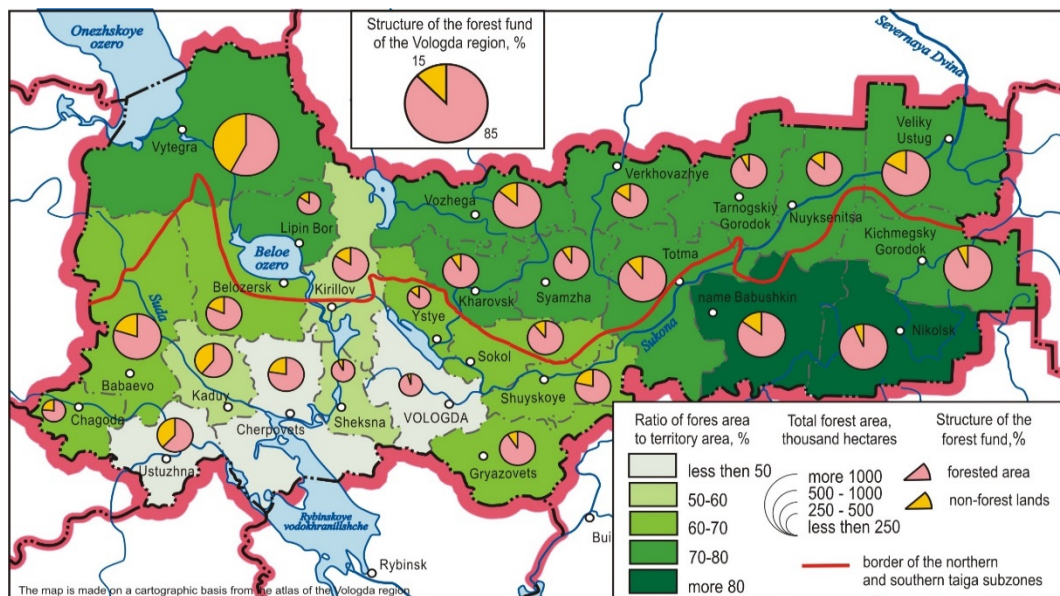 Onezhskoye
ozero
Structure of the forest fund
of the Vologda region, %
15
85
Severnaya Dvina
Vytegra
Veliky
Ustug
Verkhovazhye
Vozhega
Tarnogskiy
Gorodok
Nuyksenitsa
Lipin Bor
Kichmegsky
Gorodok
Beloe
ozero
Totma
Belozersk
Kirillov
Kharovsk
Syamzha
name Babushkin
Suda
Ystye
Nikolsk
Sukona
Sokol
Babaevo
Shuyskoye
Kaduy
Chagoda
Cherpovets
Sheksna
VOLOGDA
Ustuzhna
Gryazovets
Rybinskoye
vodokhranilishche
Rybinsk
Bui
Ratio of fores area
to territory area, %
less then 50
50-60
60-70
70-80
more 80
Total forest area,
thousand hectares
more 1000
500 - 1000
250 - 500
less then 250
Structure of the
forest fund,%
forested area
non-forest lands
border of the northern
and southern taiga subzones
The map is made on a cartographic basis from the atlas of the Vologda region